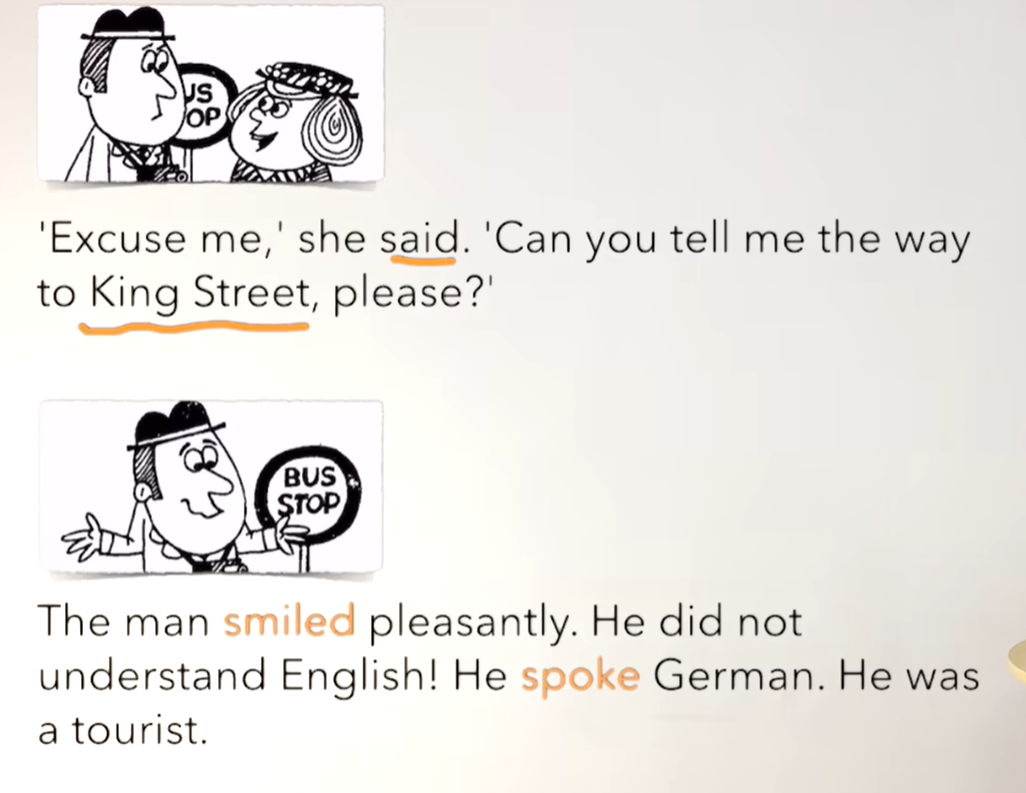 US
OP
'Excuse me,' she said. 'Can you tell me the way
to King Street, please?'
BUS
STOP
The man smiled pleasantly. He did not
understand English! He spoke German. He was
a tourist.